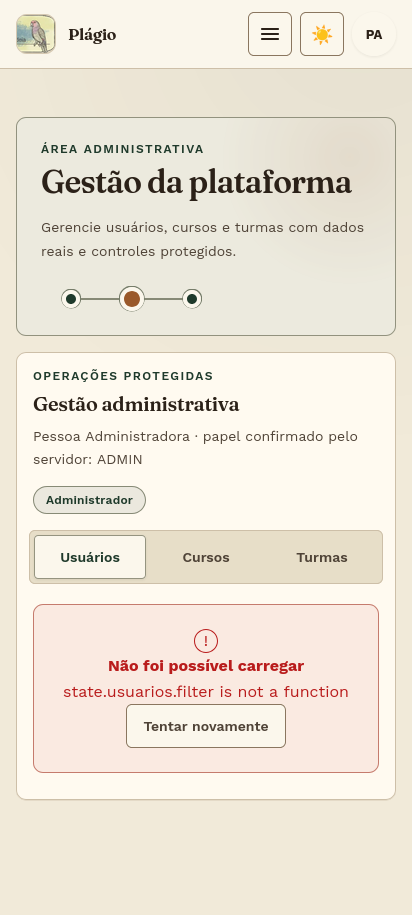 Plágio
PA
ÁREA ADMINISTRATIVA
Gestão da plataforma
Gerencie usuários, cursos e turmas com dados
reais e controles protegidos.
OPERAÇÕES PROTEGIDAS
Gestão administrativa
Pessoa Administradora · papel confirmado pelo
servidor: ADMIN
Administrador
Usuários Cursos Turmas
!
Não foi possível carregar
state.usuarios.filter is not a function
Tentar novamente